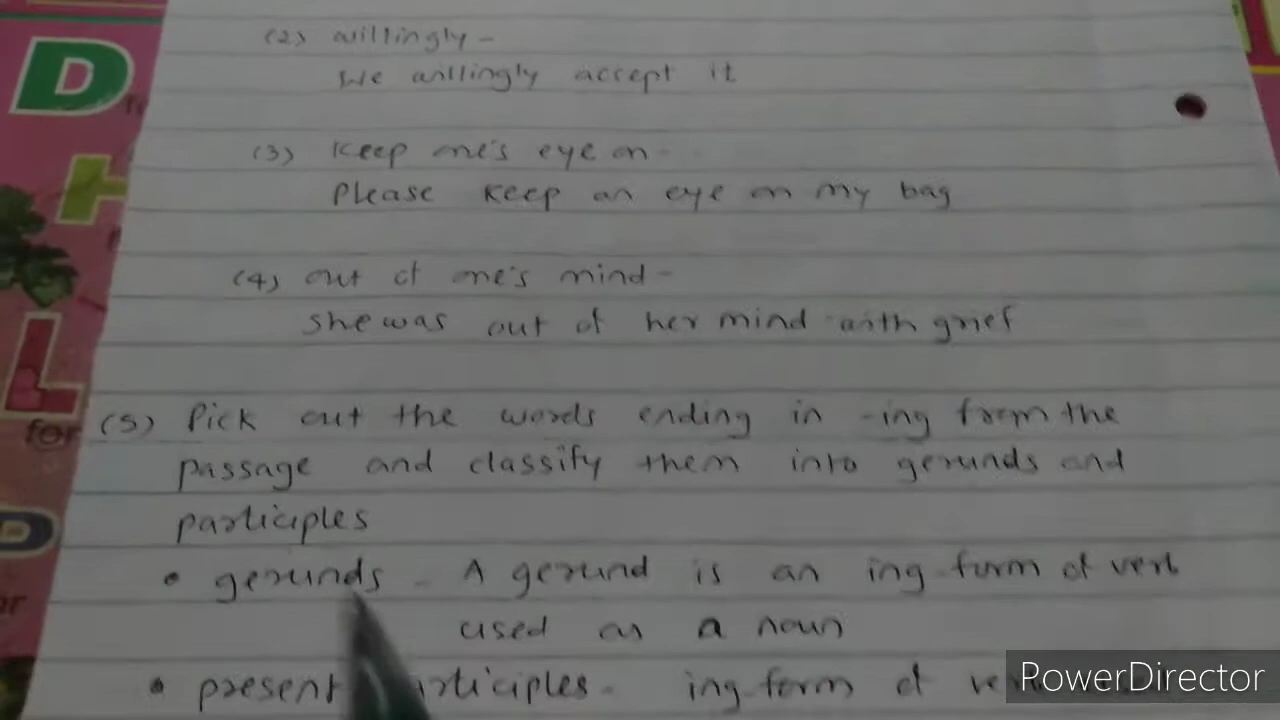 (2) willingly -
We willingly accept it
(3) Keep one's eye on -
Please keep an eye on my bag
(4) out of one's mind -
She was out of her mind with grief
(5) Pick out the words ending in -ing from the
passage and classify them into gerunds and
participles
• gerunds - A gerund is an ing form of verb
used as a noun
• present participles - ing form of
PowerDirector
D
H
L
for
D